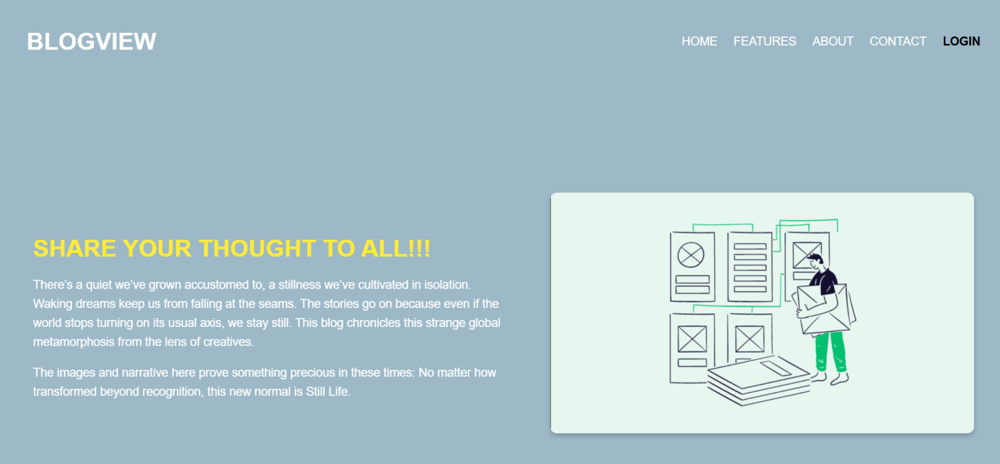 BLOGVIEW
HOME FEATURES ABOUT CONTACT LOGIN
SHARE YOUR THOUGHT TO ALL!!!
There’s a quiet we’ve grown accustomed to, a stillness we’ve cultivated in isolation.
Waking dreams keep us from falling at the seams. The stories go on because even if the
world stops turning on its usual axis, we stay still. This blog chronicles this strange global
metamorphosis from the lens of creatives.
The images and narrative here prove something precious in these times: No matter how
transformed beyond recognition, this new normal is Still Life.